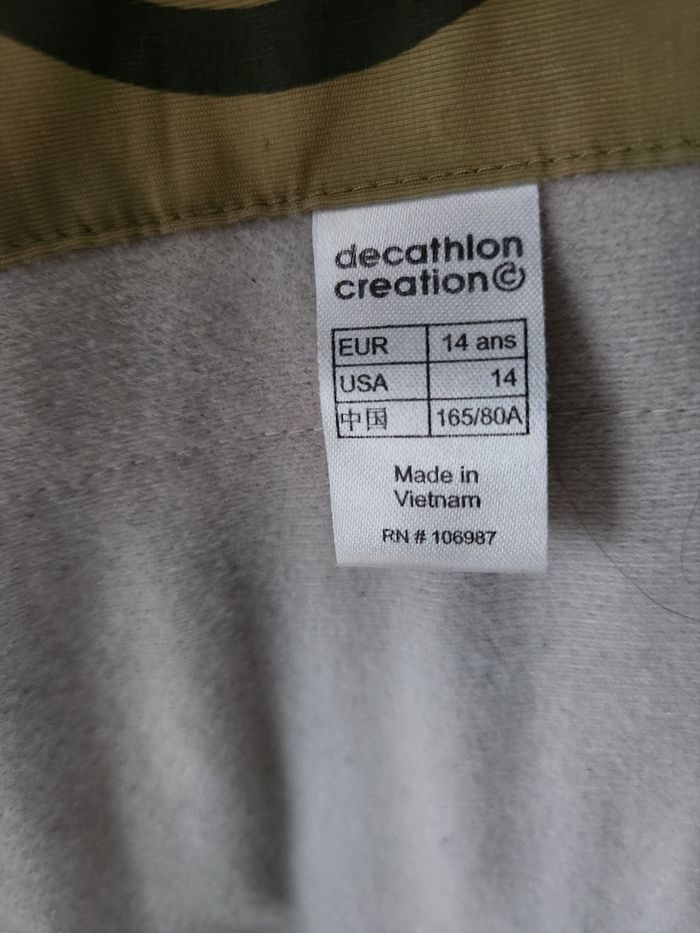 decathlon
creation©
EUR 14 ans
USA 14
中国 165/80A
Made in
Vietnam
RN # 106987